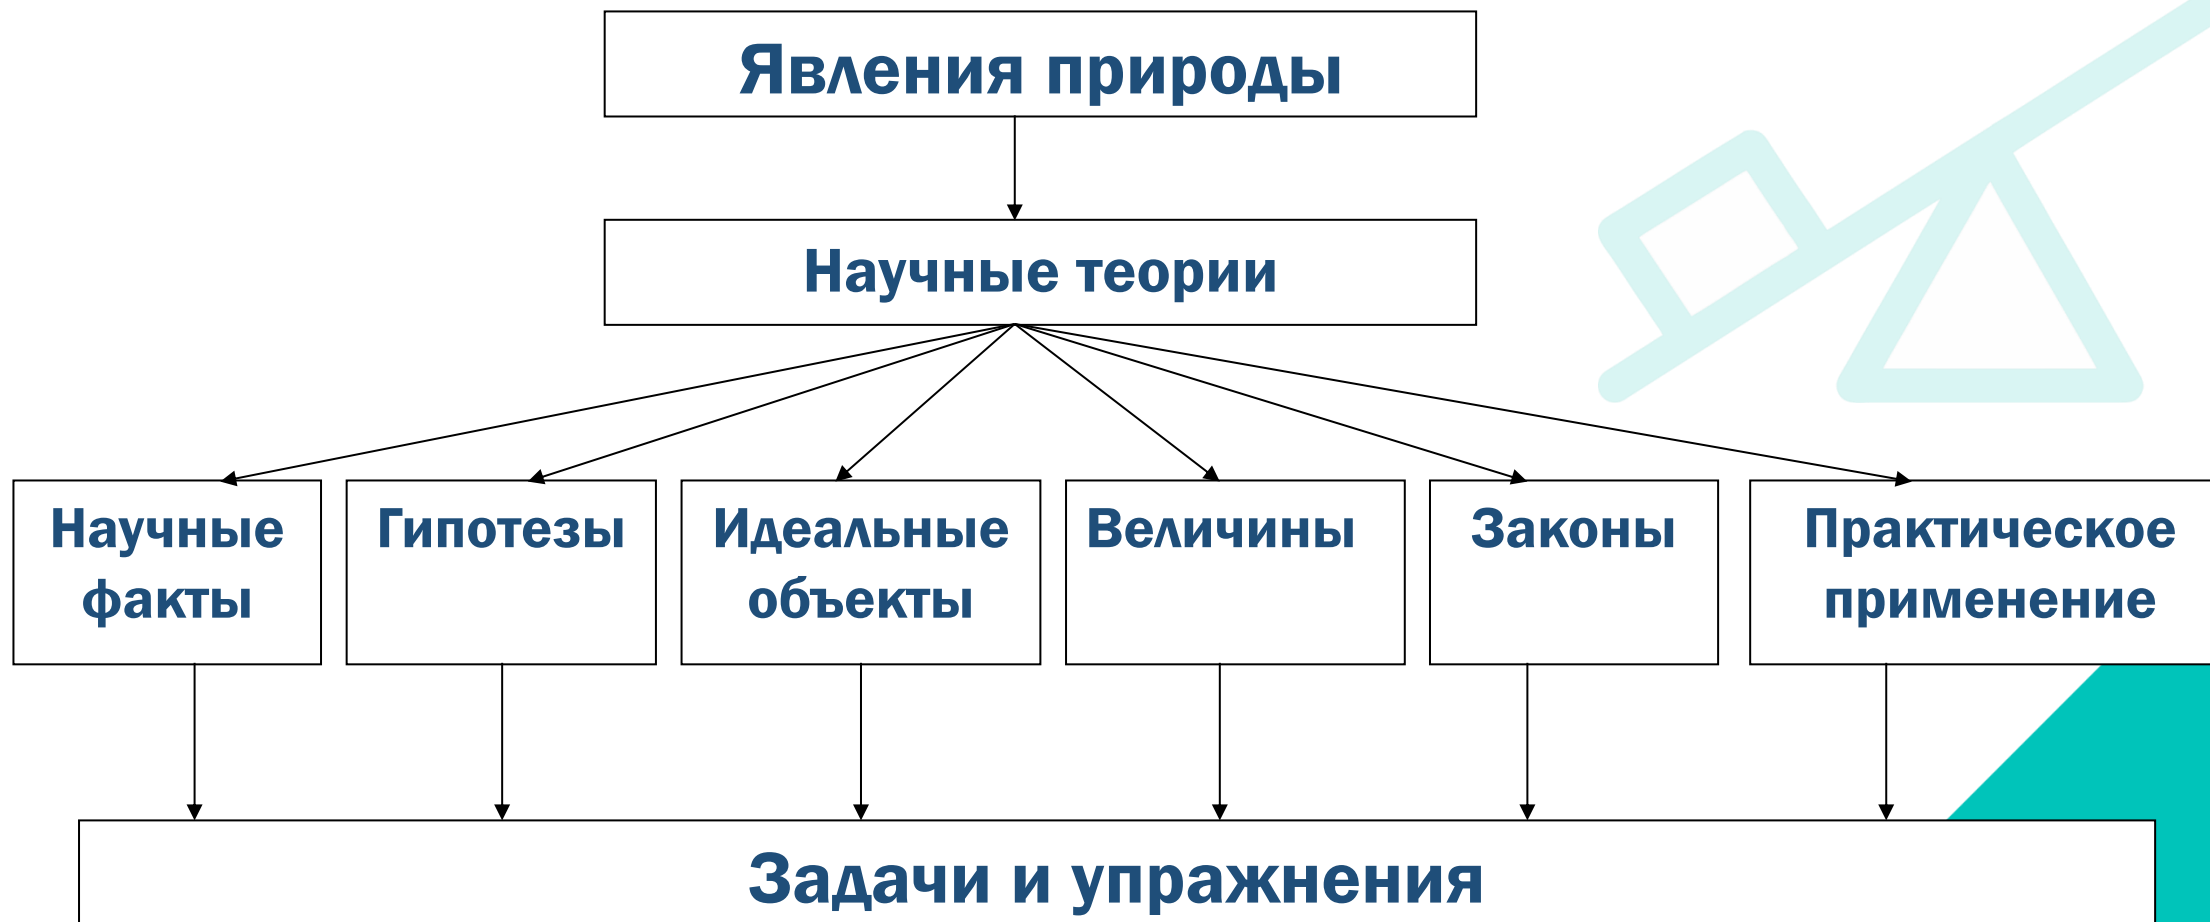 Явления природы
Научные теории
Научные
факты
Гипотезы
Идеальные
объекты
Величины
Законы
Практическое
применение
Задачи и упражнения